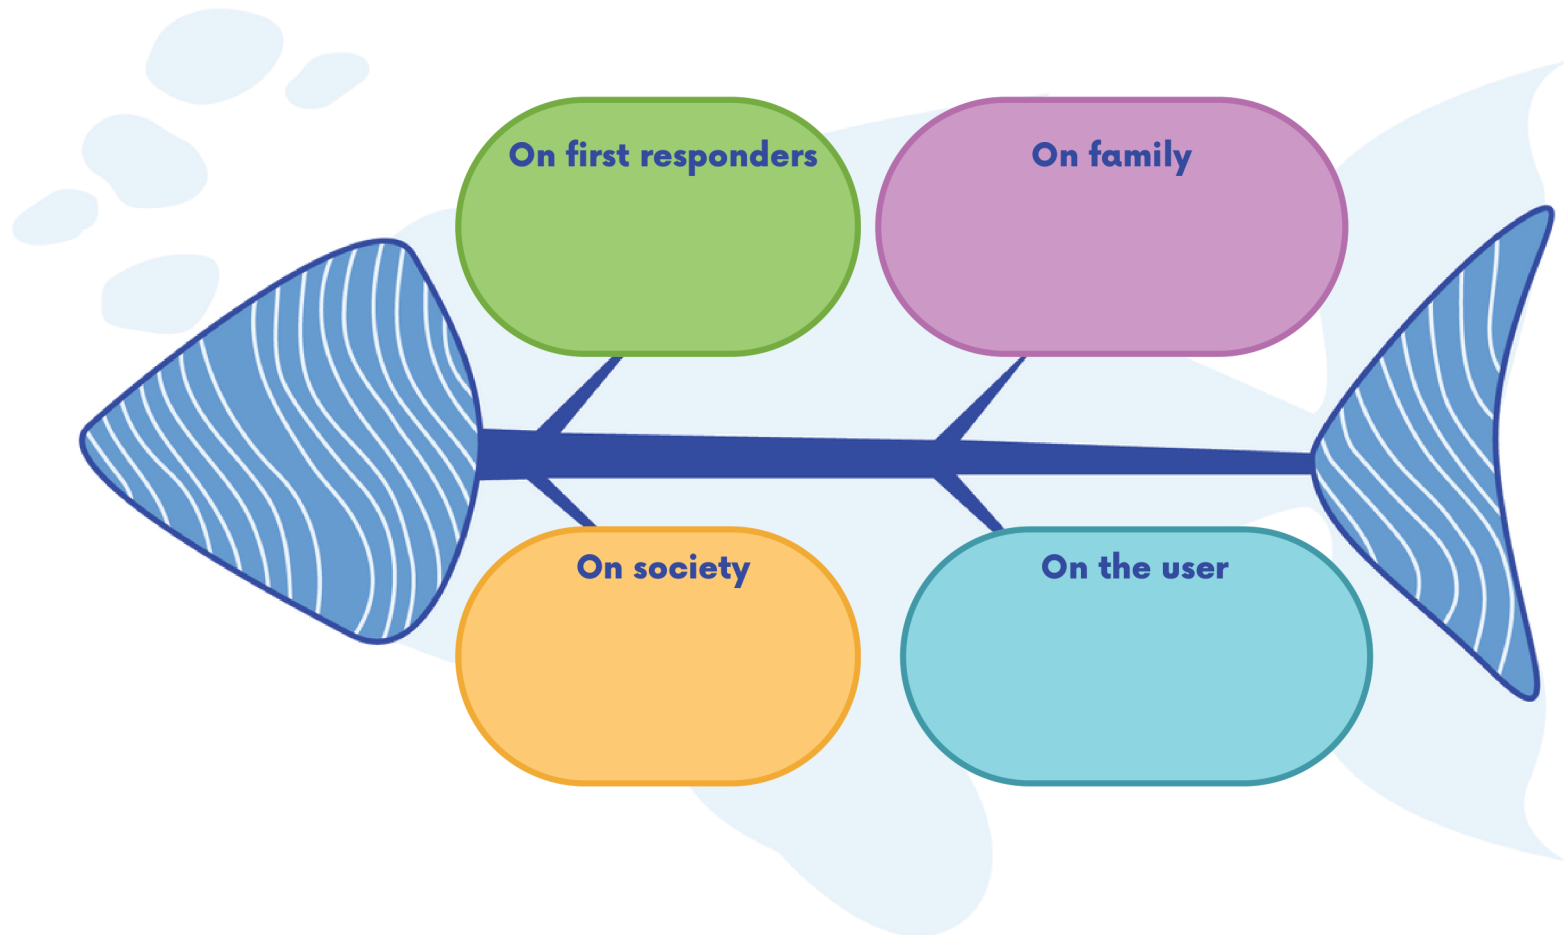 On first responders
On family
On society
On the user